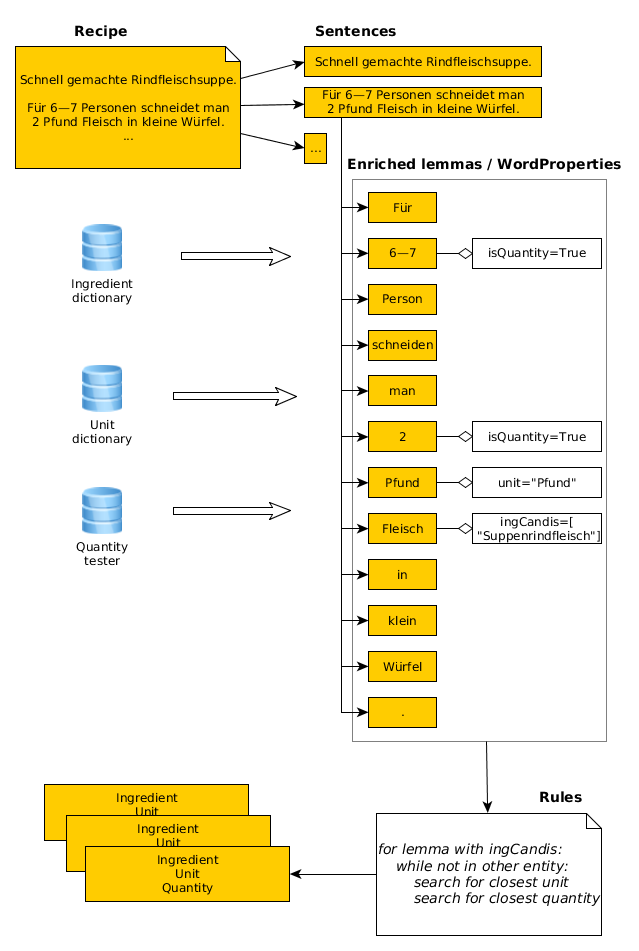 Recipe
Sentences
Schnell gemachte Rindfleischsuppe.
Für 6—7 Personen schneidet man
2 Pfund Fleisch in kleine Würfel.
...
Schnell gemachte Rindfleischsuppe.
Für 6—7 Personen schneidet man
2 Pfund Fleisch in kleine Würfel.
...
Enriched lemmas / WordProperties
Für
6—7
isQuantity=True
Person
schneiden
man
2
isQuantity=True
Pfund
unit="Pfund"
Fleisch
ingCandis=[
"Suppenrindfleisch"]
in
klein
Würfel
.
Ingredient
dictionary
Unit
dictionary
Quantity
tester
Rules
for lemma with ingCandis:
while not in other entity:
search for closest unit
search for closest quantity
Ingredient
Unit
Ingredient
Unit
Ingredient
Unit
Quantity